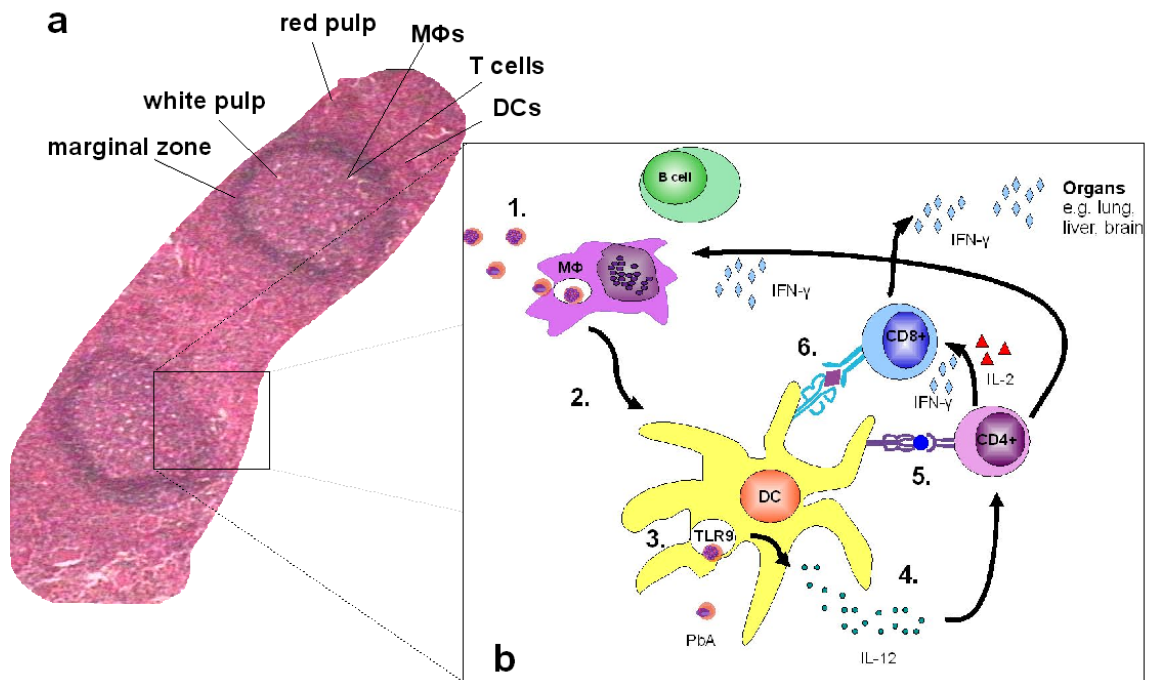 a
red pulp
MΦs
T cells
white pulp
DCs
marginal zone
B cell
1.
Organs
e.g. lung,
liver, brain
IFN-γ
MΦ
IFN-γ
CD8+
6.
IL-2
IFN-γ
2.
CD4+
5.
DC
3.
TLR9
4.
PbA
IL-12
b